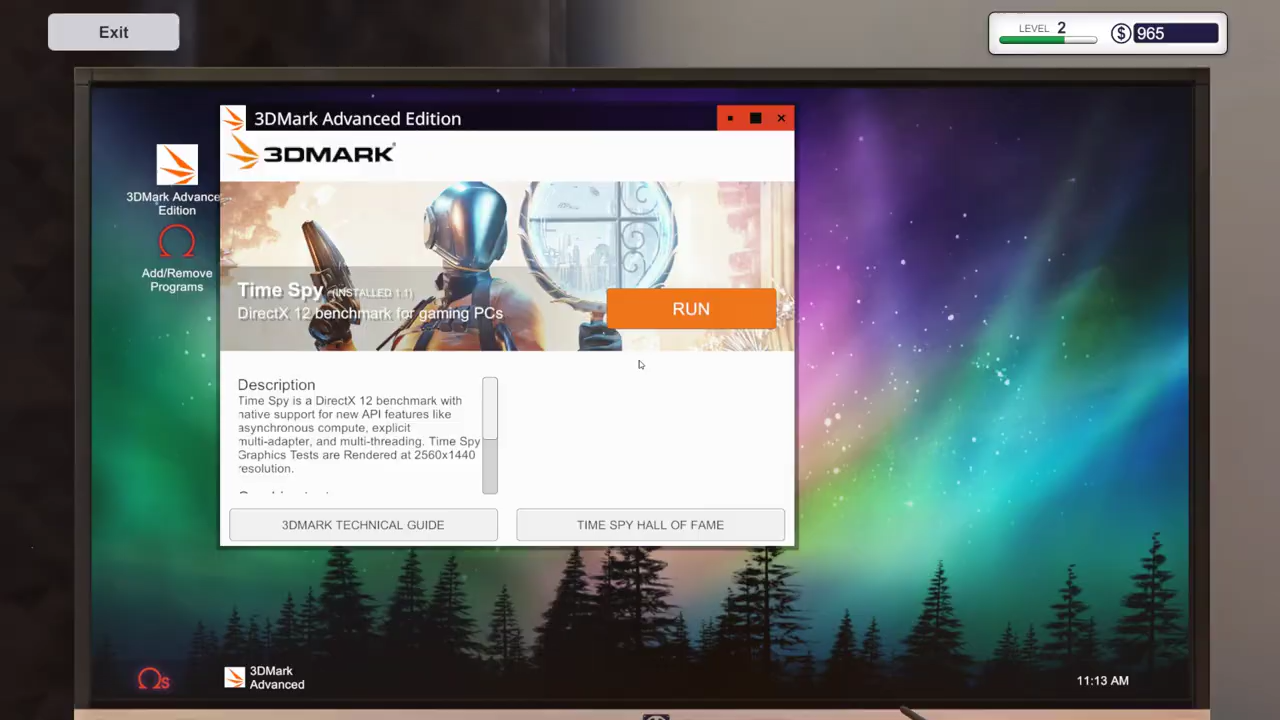 Exit
LEVEL 2
$ 965
3DMark Advanced Edition
3DMARK
3DMark Advance
Edition
Add/Remove
Programs
Time Spy (INSTALLED 1.1)
DirectX 12 benchmark for gaming PCs
RUN
Description
Time Spy is a DirectX 12 benchmark with
native support for new API features like
asynchronous compute, explicit
multi-adapter, and multi-threading. Time Spy
Graphics Tests are Rendered at 2560x1440
resolution.
3DMARK TECHNICAL GUIDE
TIME SPY HALL OF FAME
Ωs
3DMark
Advanced
11:13 AM